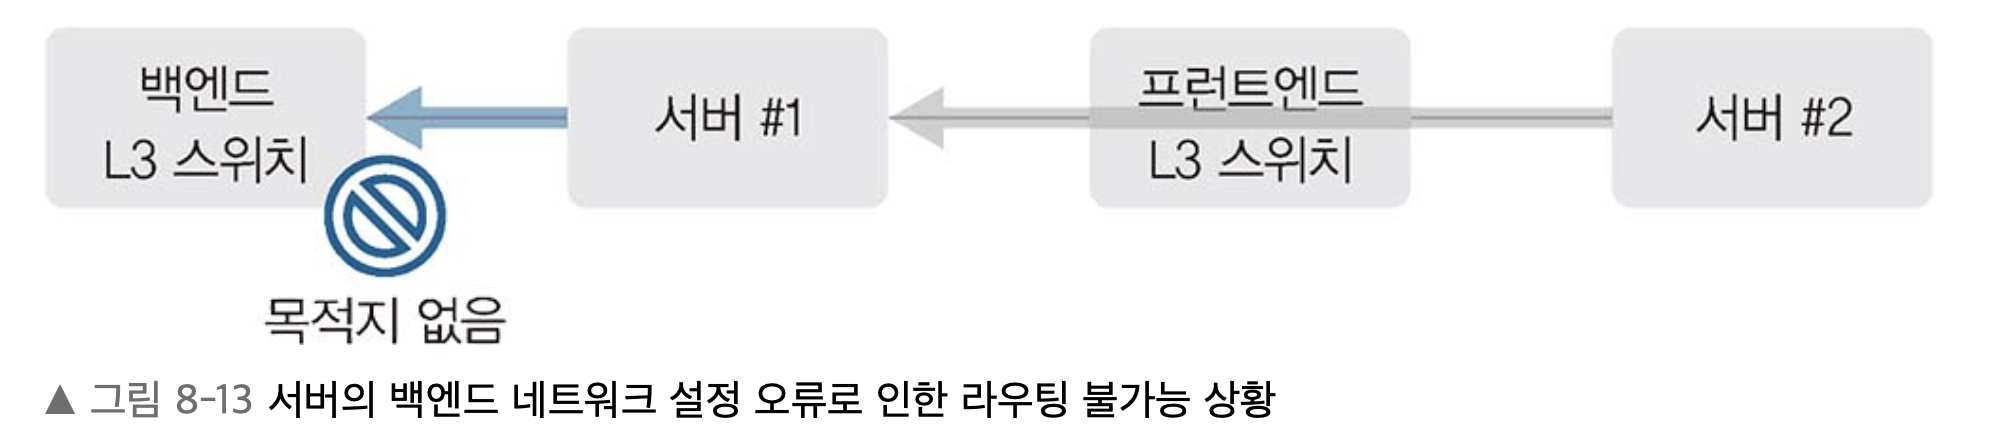 백엔드
L3 스위치
서버 #1
프런트엔드
L3 스위치
서버 #2
목적지 없음
▲ 그림 8-13 서버의 백엔드 네트워크 설정 오류로 인한 라우팅 불가능 상황